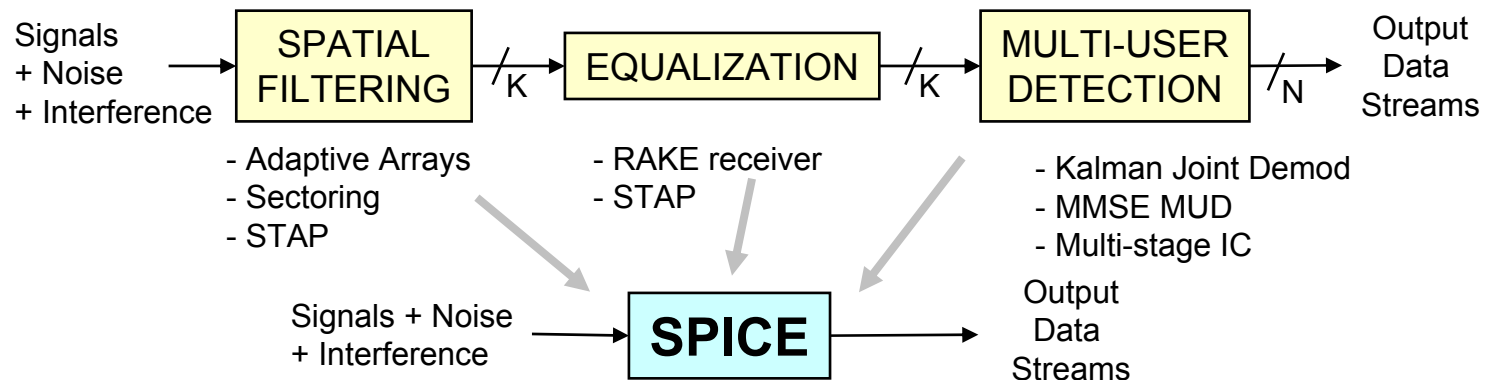 Signals
+ Noise
+ Interference
SPATIAL
FILTERING
K
EQUALIZATION
K
MULTI-USER
DETECTION
N
Output
Data
Streams
- Adaptive Arrays
- Sectoring
- STAP
- RAKE receiver
- STAP
- Kalman Joint Demod
- MMSE MUD
- Multi-stage IC
Signals + Noise
+ Interference
SPICE
Output
Data
Streams